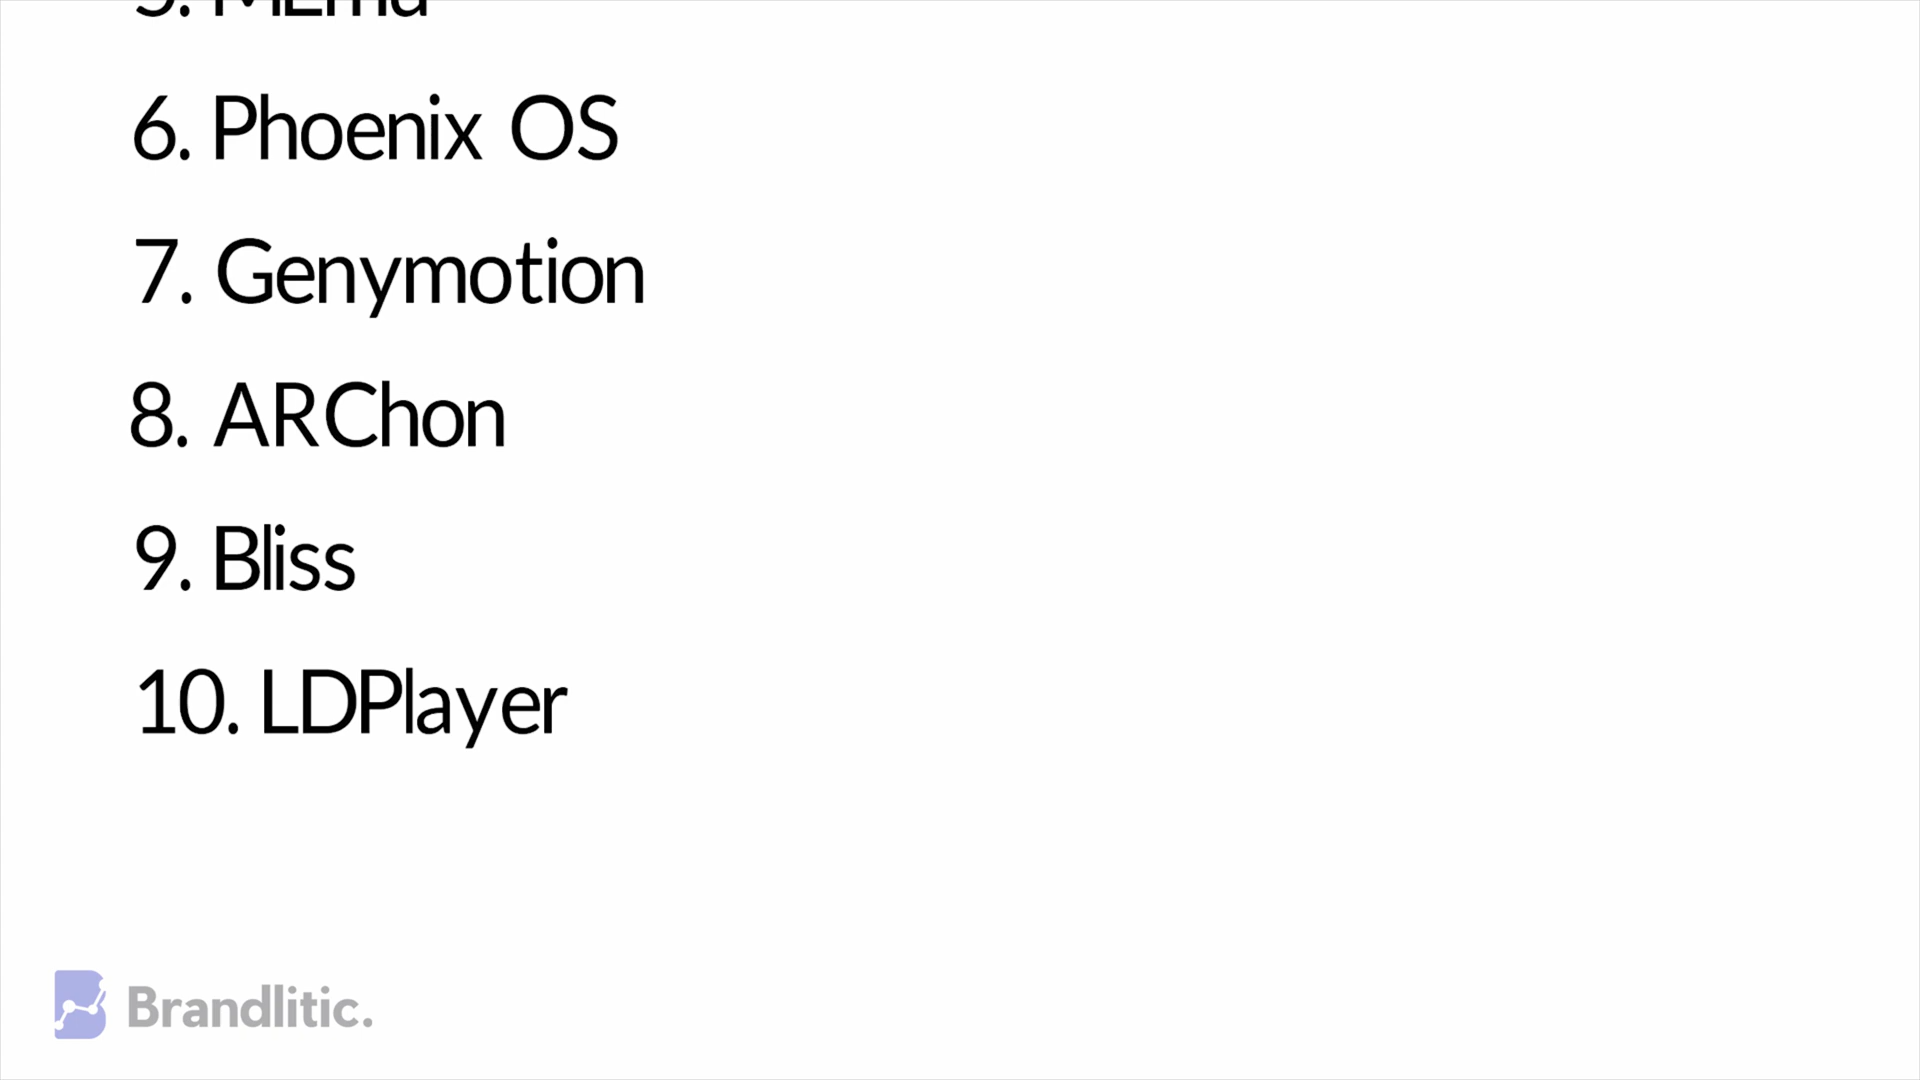 6. Phoenix OS
7. Genymotion
8. ARChon
9. Bliss
10. LDPlayer
Brandlitic.